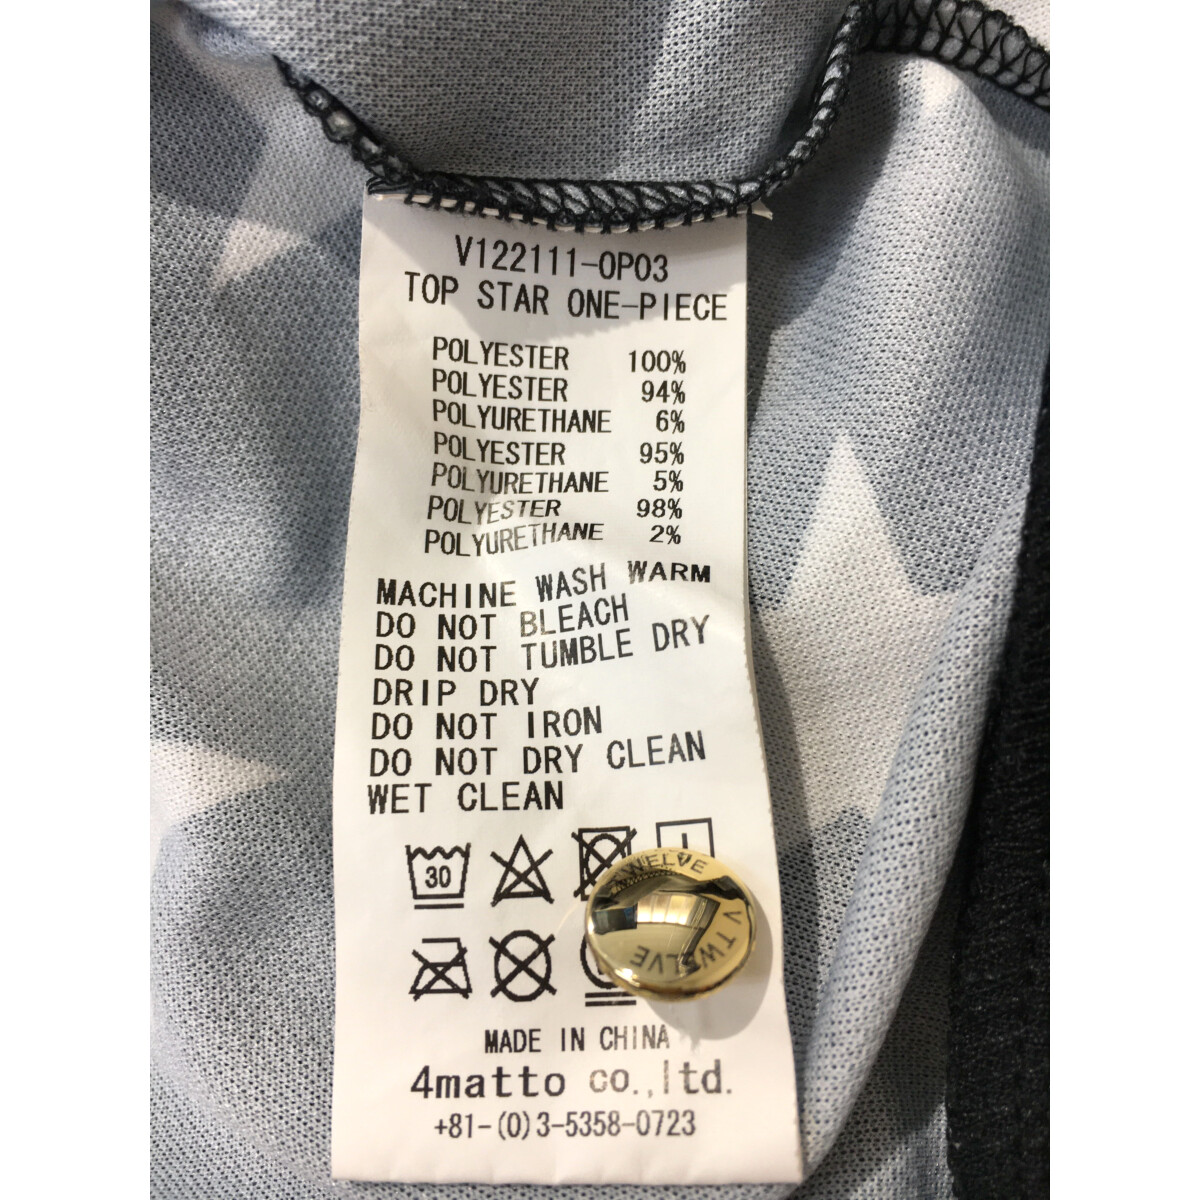 V122111-OP03
TOP STAR ONE-PIECE
POLYESTER 100%
POLYESTER 94%
POLYURETHANE 6%
POLYESTER 95%
POLYURETHANE 5%
POLYESTER 98%
POLYURETHANE 2%
MACHINE WASH WARM
DO NOT BLEACH
DO NOT TUMBLE DRY
DRIP DRY
DO NOT IRON
DO NOT DRY CLEAN
WET CLEAN
30
TWELVE V TWELVE
MADE IN CHINA
4matto co.,ltd.
+81-(0)3-5358-0723